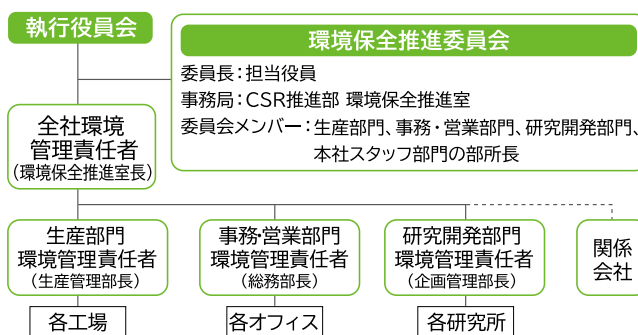 執行役員会
環境保全推進委員会
委員長：担当役員
事務局：CSR推進部 環境保全推進室
委員会メンバー：生産部門、事務・営業部門、研究開発部門、
本社スタッフ部門の部所長
全社環境
管理責任者
（環境保全推進室長）
生産部門
環境管理責任者
（生産管理部長）
事務・営業部門
環境管理責任者
（総務部長）
研究開発部門
環境管理責任者
（企画管理部長）
関係
会社
各工場
各オフィス
各研究所